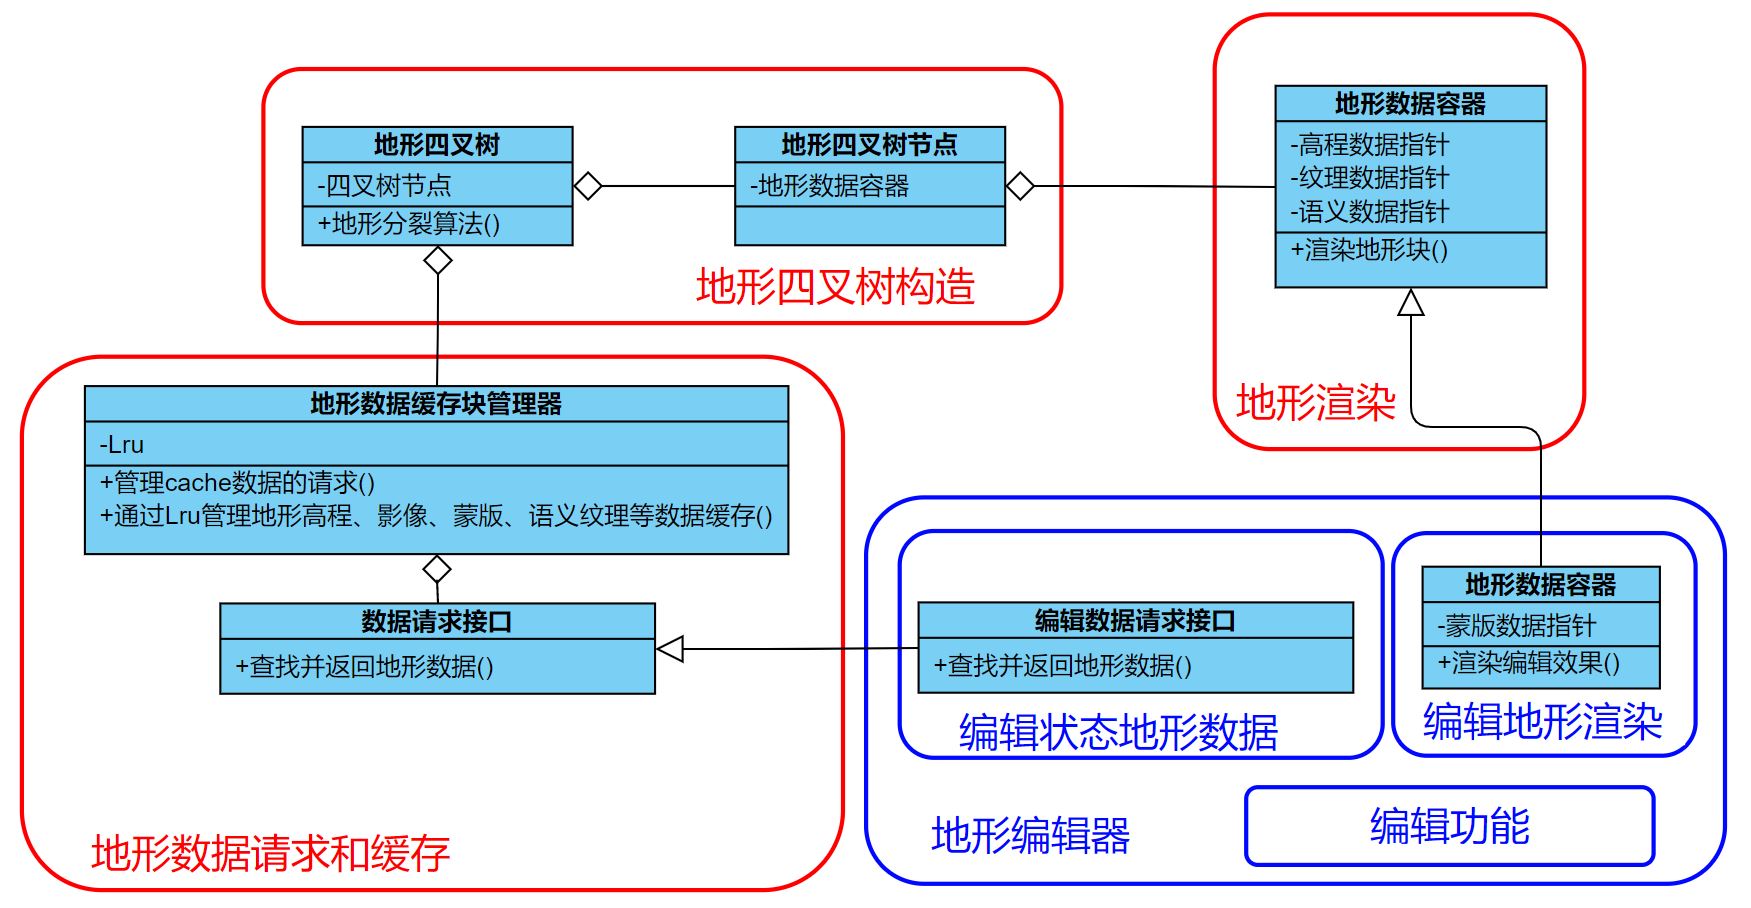 地形四叉树
-四叉树节点
+地形分裂算法()
地形四叉树节点
-地形数据容器
地形四叉树构造
地形数据容器
-高程数据指针
-纹理数据指针
-语义数据指针
+渲染地形块()
地形渲染
地形数据缓存块管理器
-Lru
+管理cache数据的请求()
+通过Lru管理地形高程、影像、蒙版、语义纹理等数据缓存()
数据请求接口
+查找并返回地形数据()
地形数据请求和缓存
编辑数据请求接口
+查找并返回地形数据()
编辑状态地形数据
地形数据容器
-蒙版数据指针
+渲染编辑效果()
编辑地形渲染
地形编辑器
编辑功能